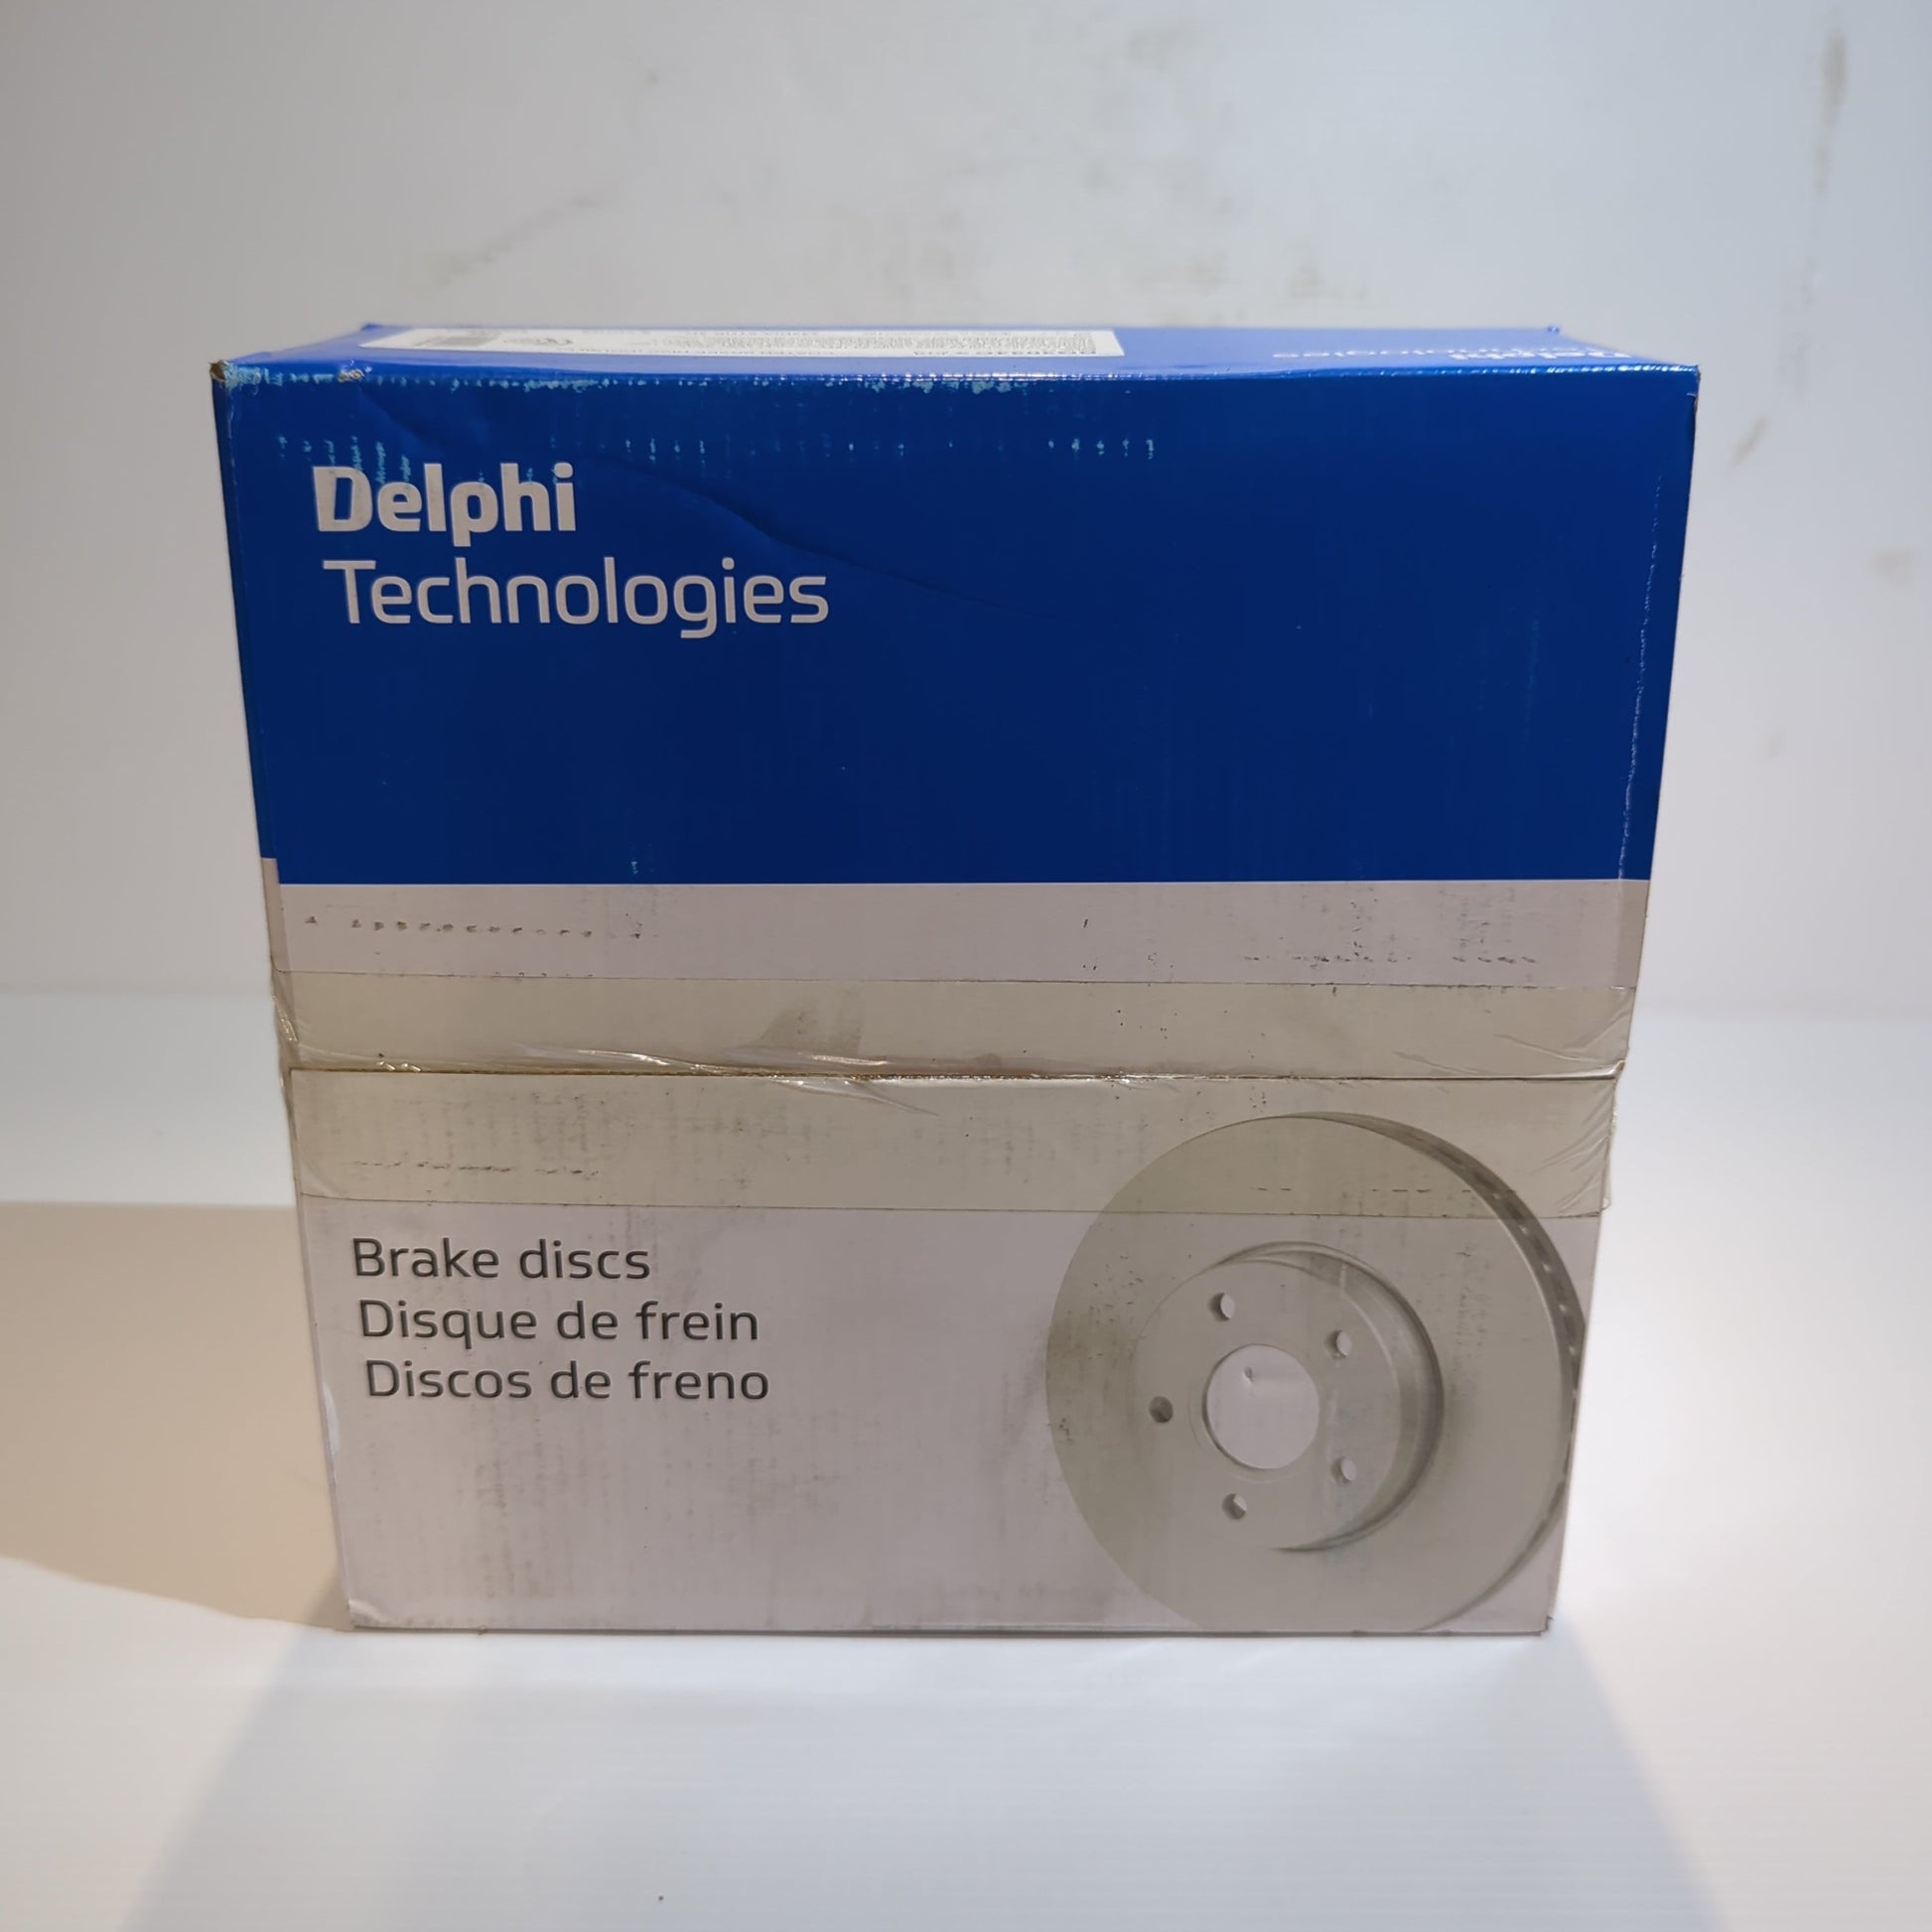 Delphi
Technologies
Brake discs
Disque de frein
Discos de freno